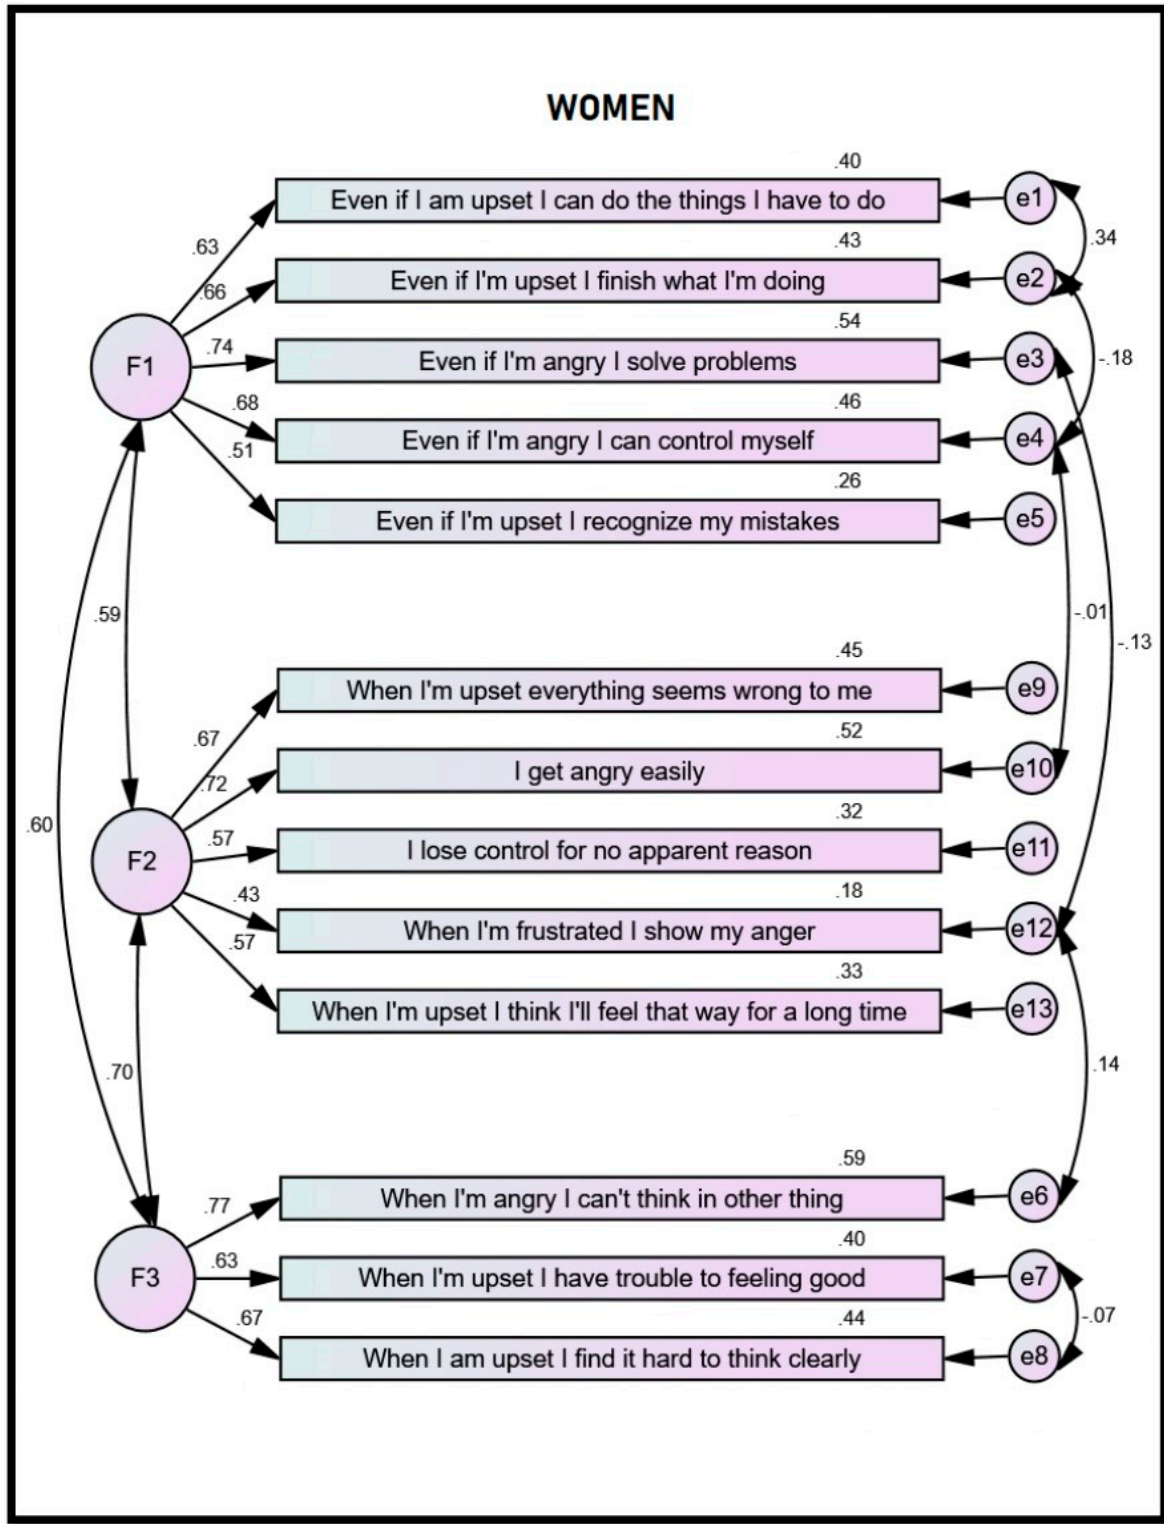 WOMEN
.40
Even if I am upset I can do the things I have to do
e1
.63
.34
.43
Even if I'm upset I finish what I'm doing
e2
.66
.54
F1
.74
Even if I'm angry I solve problems
e3
-.18
.46
.68
Even if I'm angry I can control myself
e4
.51
.26
Even if I'm upset I recognize my mistakes
e5
.59
-.01
-.13
.45
When I'm upset everything seems wrong to me
e9
.67
.52
I get angry easily
e10
.72
.60
.32
F2
.57
I lose control for no apparent reason
e11
.18
.43
When I'm frustrated I show my anger
e12
.57
.33
When I'm upset I think I'll feel that way for a long time
e13
.70
.14
.59
When I'm angry I can't think in other thing
e6
.77
.40
F3
.63
When I'm upset I have trouble to feeling good
e7
.67
.44
-.07
When I am upset I find it hard to think clearly
e8